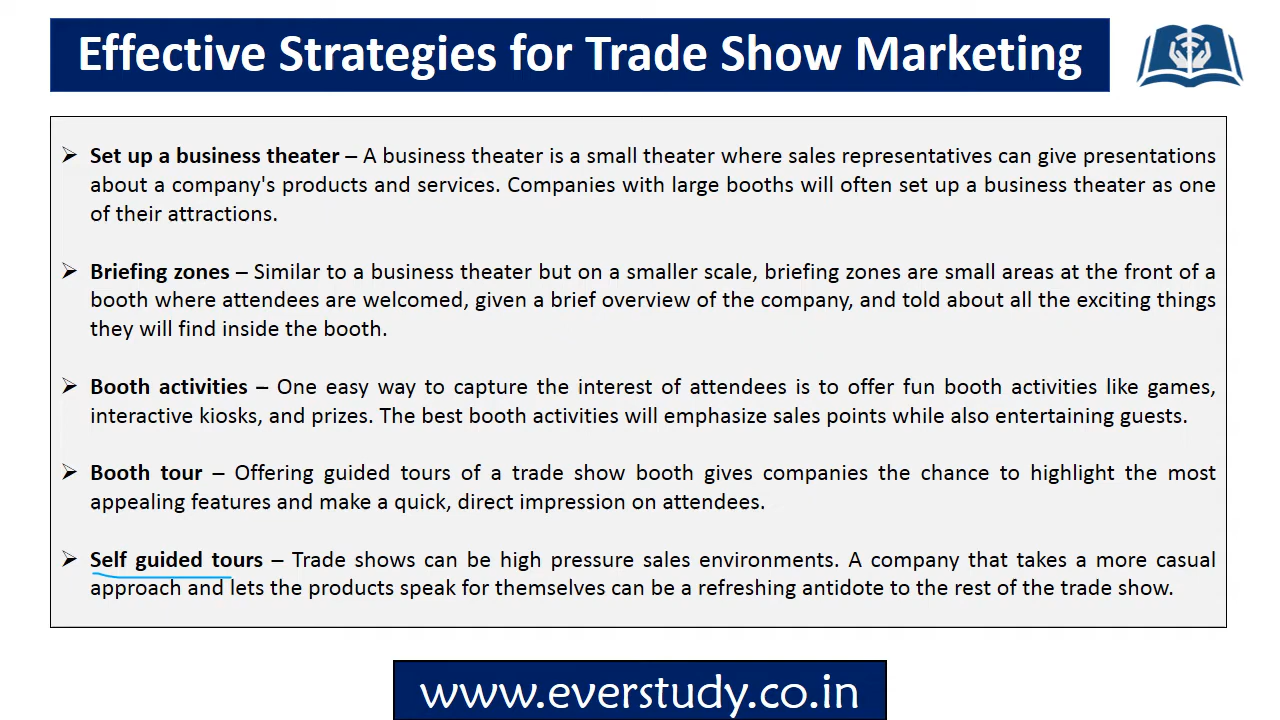 Effective Strategies for Trade Show Marketing
➢ Set up a business theater – A business theater is a small theater where sales representatives can give presentations
about a company's products and services. Companies with large booths will often set up a business theater as one
of their attractions.
➢ Briefing zones – Similar to a business theater but on a smaller scale, briefing zones are small areas at the front of a
booth where attendees are welcomed, given a brief overview of the company, and told about all the exciting things
they will find inside the booth.
➢ Booth activities – One easy way to capture the interest of attendees is to offer fun booth activities like games,
interactive kiosks, and prizes. The best booth activities will emphasize sales points while also entertaining guests.
➢ Booth tour – Offering guided tours of a trade show booth gives companies the chance to highlight the most
appealing features and make a quick, direct impression on attendees.
➢ Self guided tours – Trade shows can be high pressure sales environments. A company that takes a more casual
approach and lets the products speak for themselves can be a refreshing antidote to the rest of the trade show.
www.everstudy.co.in